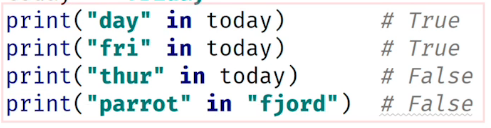 print("day" in today) # True
print("fri" in today) # True
print("thur" in today) # False
print("parrot" in "fjord") # False